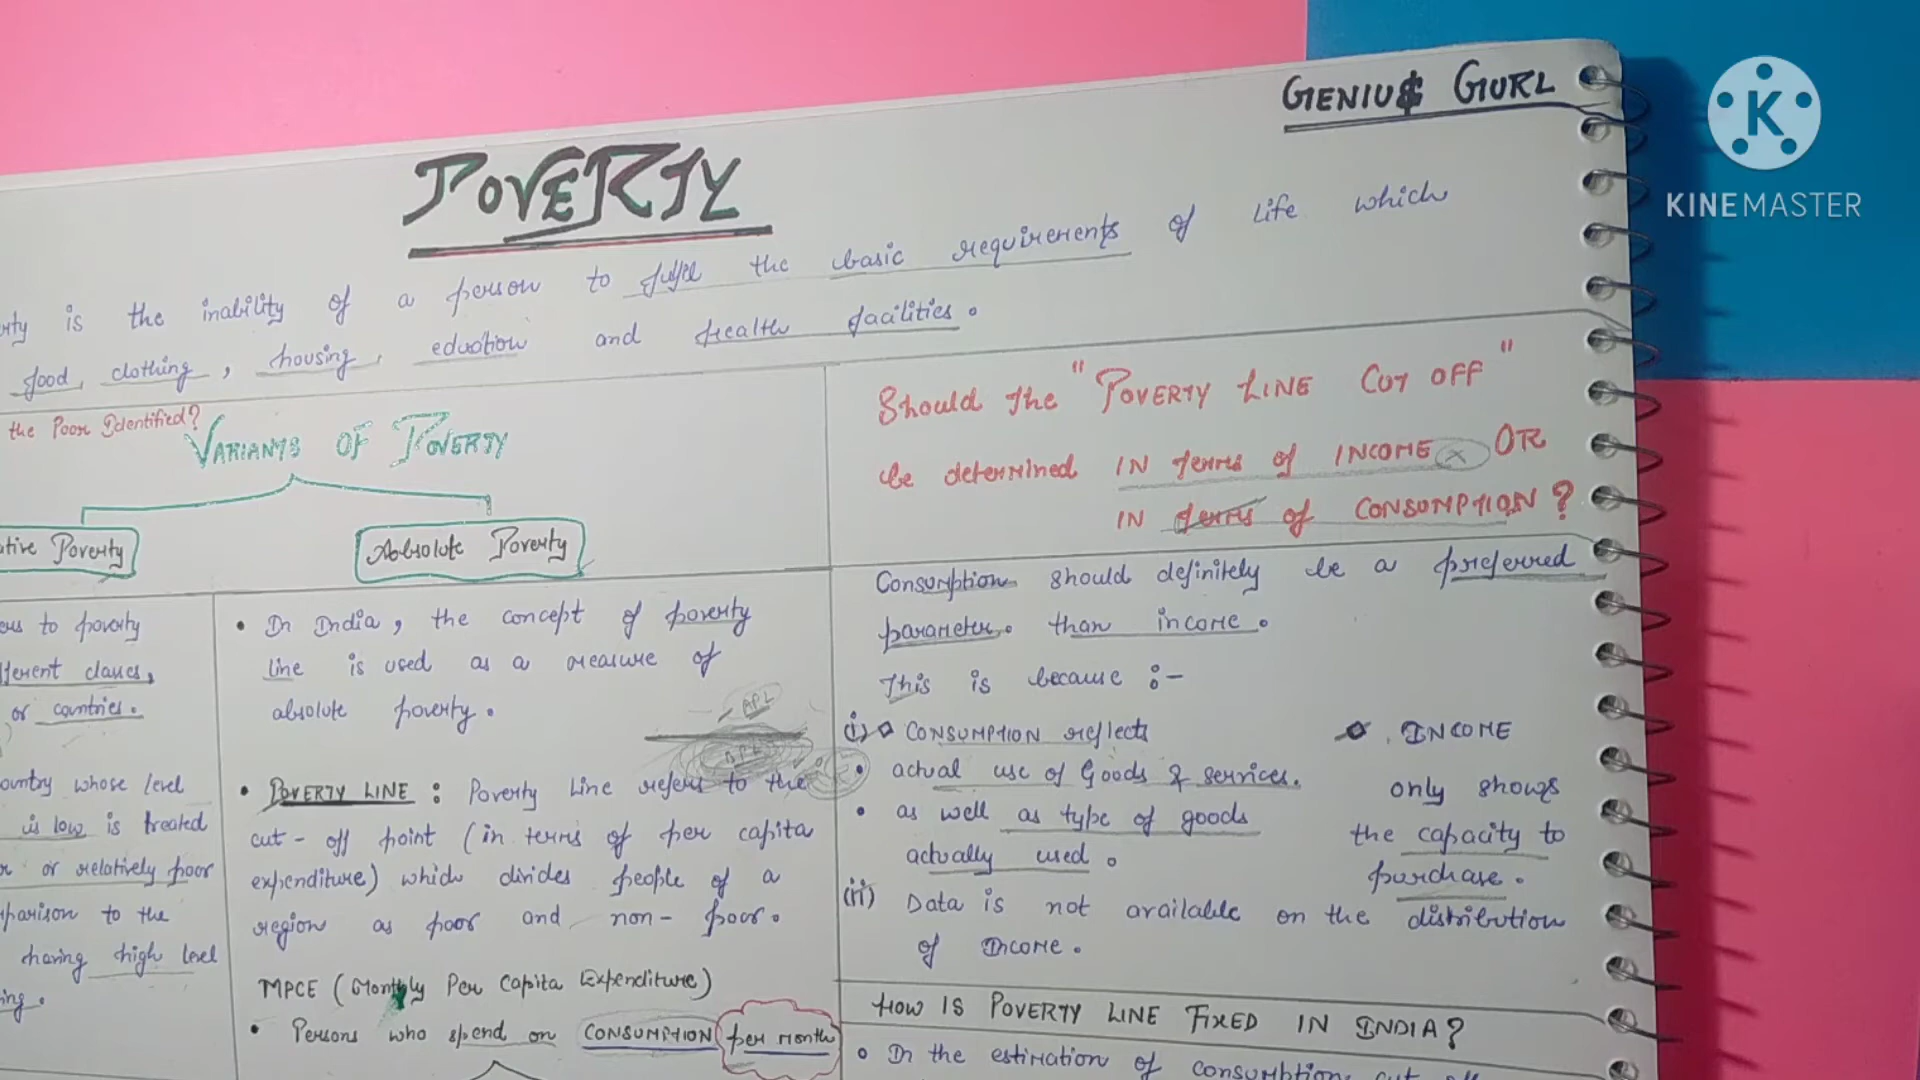 GENIU$ GURL
K
KINEMASTER
POVERTY
is the inability of a person to fulfil the basic requirements of life which
food, clothing, housing, eduction and health facilities.
the Poor Identified?
VARIANTS OF POVERTY
Poverty
Absolute Poverty
to poverty
classes,
or countries.
whose level
is low is treated
or relatively poor
to the
having high level
• In India, the concept of poverty
line is used as a measure of
absolute poverty.
APL
BPL
• POVERTY LINE : Poverty Line refers to the
cut-off point (in terms of per capita
expenditure) which divides people of a
region as poor and non-poor.
MPCE (Monthly Per Capita Expenditure)
• Persons who spend on CONSUMPTION per month
Should the "POVERTY LINE CUT OFF"
be determined IN terms of INCOME × OR
IN terms of CONSUMPTION?
Consumption should definitely be a preferred
parameter. than income.
This is because :-
(i) CONSUMPTION reflects
• actual use of Goods & services.
• as well as type of goods
actually used.
INCOME
only shows
the capacity to
purchase.
(ii) Data is not available on the distribution
of Income.
HOW IS POVERTY LINE FIXED IN INDIA?
• In the estimation of consumption cut off